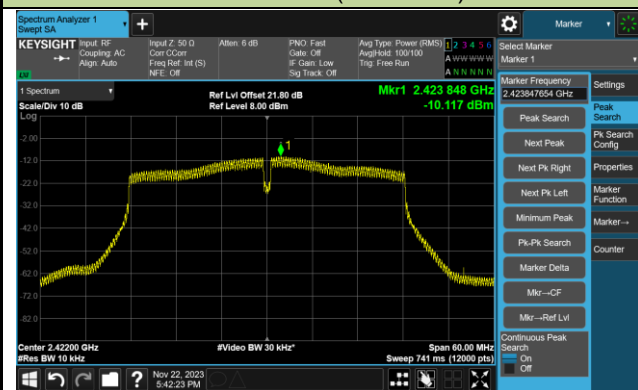 Spectrum Analyzer 1
Swept SA
+
Marker
KEYSIGHT
Input: RF
Coupling: AC
Align: Auto
Input Z: 50 Ω
Corr CCorr
Freq Ref: Int (S)
NFE: Off
Atten: 6 dB
PNO: Fast
Gate: Off
IF Gain: Low
Sig Track: Off
Avg Type: Power (RMS)
Avg|Hold: 100/100
Trig: Free Run
1 2 3 4 5 6
A W W W W W
A N N N N N
Select Marker
Marker 1
1 Spectrum
Scale/Div 10 dB
Log
Ref Lvl Offset 21.80 dB
Ref Level 8.00 dBm
Mkr1 2.423 848 GHz
-10.117 dBm
1
-2.00
-12.0
-22.0
-32.0
-42.0
-52.0
-62.0
-72.0
-82.0
Center 2.42200 GHz
#Res BW 10 kHz
#Video BW 30 kHz*
Span 60.00 MHz
Sweep 741 ms (12000 pts)
Marker Frequency
2.423847654 GHz
Peak Search
Next Peak
Next Pk Right
Next Pk Left
Minimum Peak
Pk-Pk Search
Marker Delta
Mkr→CF
Mkr→Ref Lvl
Continuous Peak
Search
On
Off
Settings
Peak
Search
Pk Search
Config
Properties
Marker
Function
Marker→
Counter
?
Nov 22, 2023
5:42:23 PM